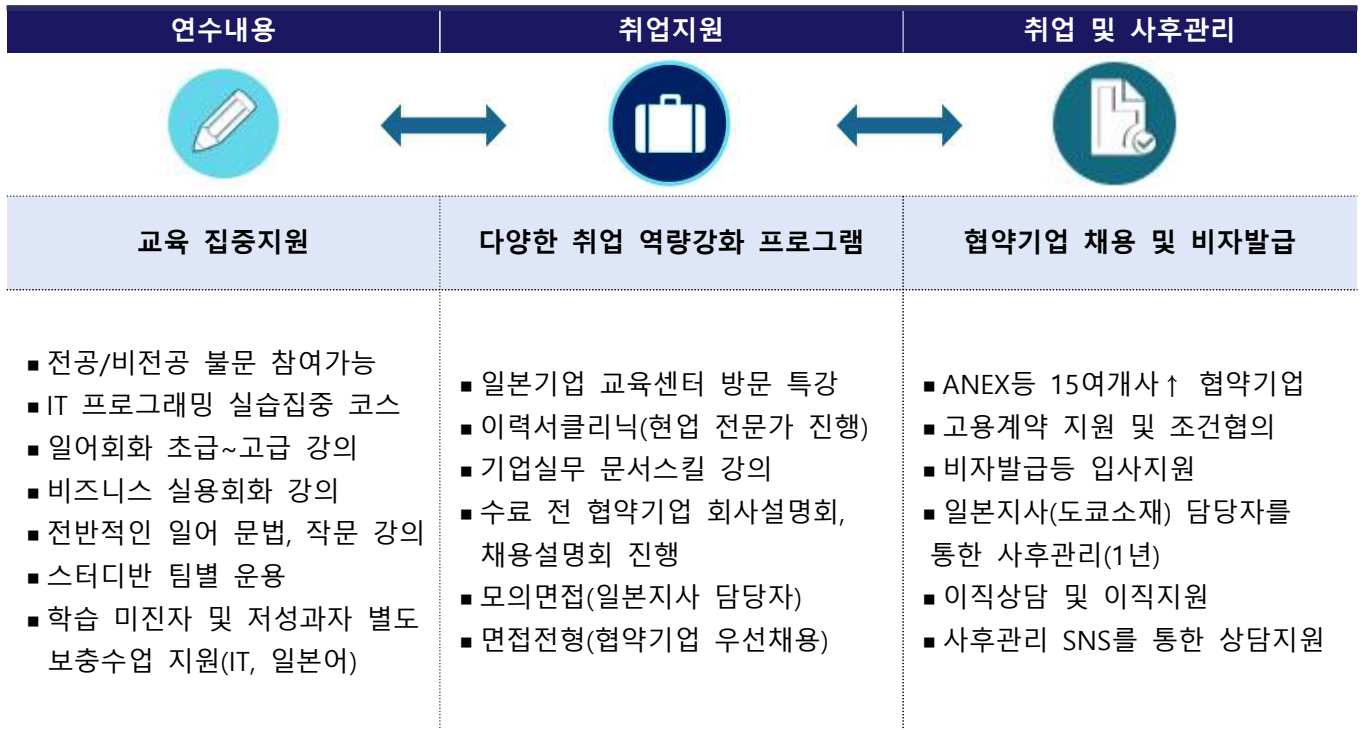 연수내용
취업지원
취업 및 사후관리
교육 집중지원
다양한 취업 역량강화 프로그램
협약기업 채용 및 비자발급
▪전공/비전공 불문 참여가능
▪IT 프로그래밍 실습집중 코스
▪일어회화 초급~고급 강의
▪비즈니스 실용회화 강의
▪전반적인 일어 문법, 작문 강의
▪스터디반 팀별 운용
▪학습 미진자 및 저성과자 별도
보충수업 지원(IT, 일본어)
▪일본기업 교육센터 방문 특강
▪이력서클리닉(현업 전문가 진행)
▪기업실무 문서스킬 강의
▪수료 전 협약기업 회사설명회,
채용설명회 진행
▪모의면접(일본지사 담당자)
▪면접전형(협약기업 우선채용)
▪ANEX등 15여개사↑ 협약기업
▪고용계약 지원 및 조건협의
▪비자발급등 입사지원
▪일본지사(도쿄소재) 담당자를
통한 사후관리(1년)
▪이직상담 및 이직지원
▪사후관리 SNS를 통한 상담지원